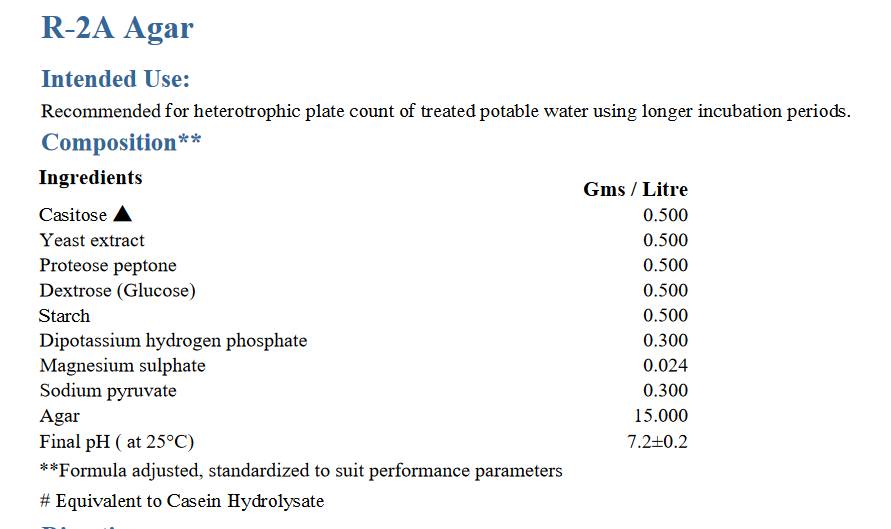 R-2A Agar
Intended Use:
Recommended for heterotrophic plate count of treated potable water using longer incubation periods.
Composition**
Ingredients
Gms / Litre
Casitose ▲ 0.500
Yeast extract 0.500
Proteose peptone 0.500
Dextrose (Glucose) 0.500
Starch 0.500
Dipotassium hydrogen phosphate 0.300
Magnesium sulphate 0.024
Sodium pyruvate 0.300
Agar 15.000
Final pH ( at 25°C) 7.2±0.2
**Formula adjusted, standardized to suit performance parameters
# Equivalent to Casein Hydrolysate